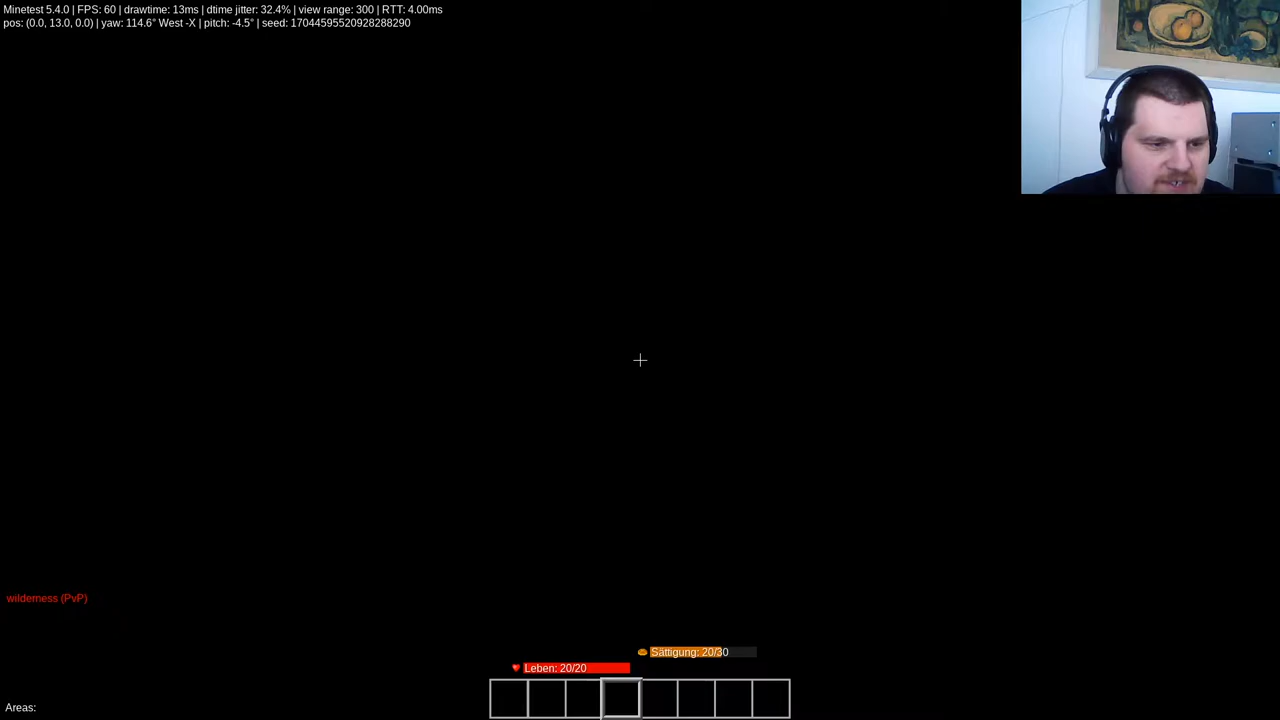 Minetest 5.4.0 | FPS: 60 | drawtime: 13ms | dtime jitter: 32.4% | view range: 300 | RTT: 4.00ms
pos: (0.0, 13.0, 0.0) | yaw: 114.6° West -X | pitch: -4.5° | seed: 17044595520928288290
wilderness (PvP)
Sättigung: 20/30
Leben: 20/20
Areas: